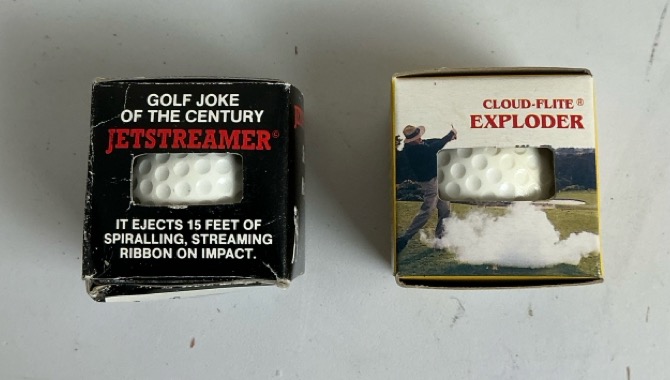 GOLF JOKE
OF THE CENTURY
JETSTREAMER©
IT EJECTS 15 FEET OF
SPIRALLING, STREAMING
RIBBON ON IMPACT.
CLOUD-FLITE®
EXPLODER